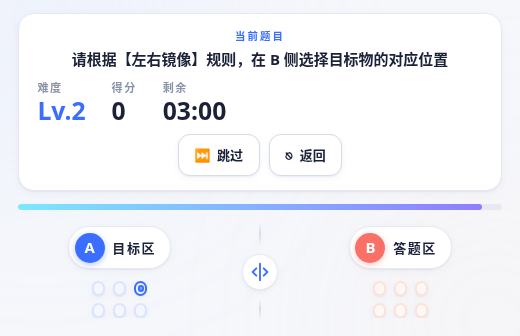 当前题目
请根据【左右镜像】规则，在 B 侧选择目标物的对应位置
难度 得分 剩余
Lv.2 0 03:00
⏩ 跳过 返回
A 目标区 B 答题区